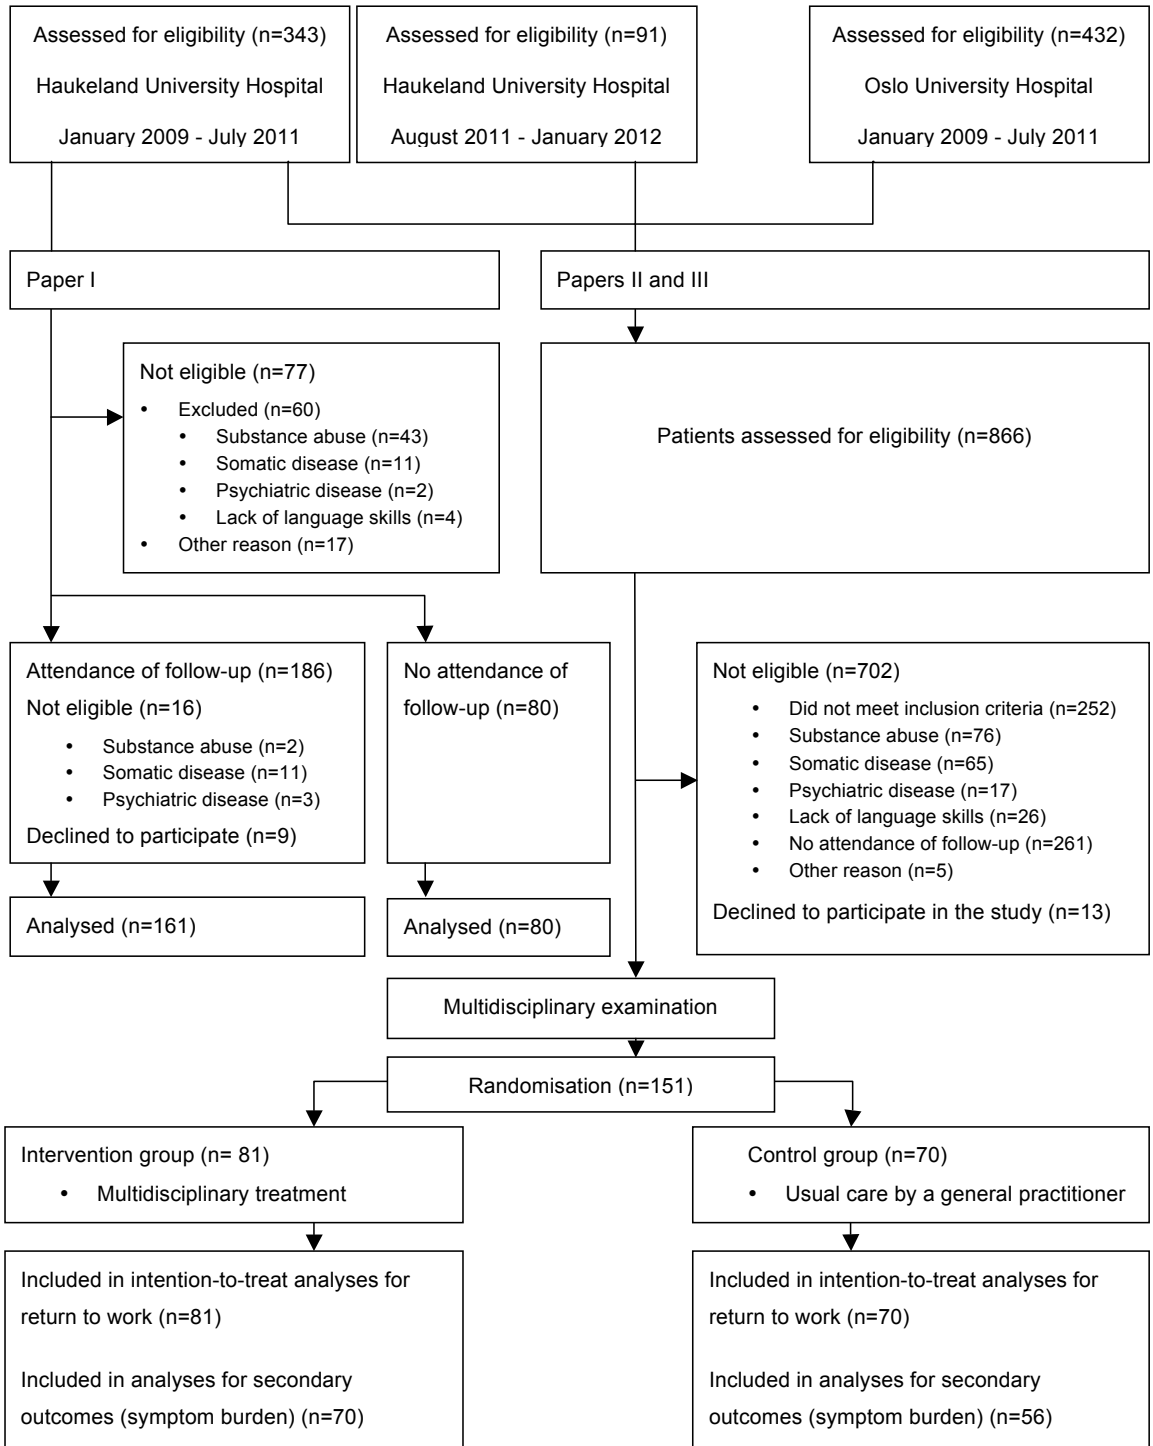 Assessed for eligibility (n=343)
Haukeland University Hospital
January 2009 - July 2011
Assessed for eligibility (n=91)
Haukeland University Hospital
August 2011 - January 2012
Assessed for eligibility (n=432)
Oslo University Hospital
January 2009 - July 2011
Paper I
Papers II and III
Not eligible (n=77)
• Excluded (n=60)
• Substance abuse (n=43)
• Somatic disease (n=11)
• Psychiatric disease (n=2)
• Lack of language skills (n=4)
• Other reason (n=17)
Patients assessed for eligibility (n=866)
Attendance of follow-up (n=186)
Not eligible (n=16)
• Substance abuse (n=2)
• Somatic disease (n=11)
• Psychiatric disease (n=3)
Declined to participate (n=9)
No attendance of
follow-up (n=80)
Not eligible (n=702)
• Did not meet inclusion criteria (n=252)
• Substance abuse (n=76)
• Somatic disease (n=65)
• Psychiatric disease (n=17)
• Lack of language skills (n=26)
• No attendance of follow-up (n=261)
• Other reason (n=5)
Declined to participate in the study (n=13)
Analysed (n=161)
Analysed (n=80)
Multidisciplinary examination
Randomisation (n=151)
Intervention group (n= 81)
• Multidisciplinary treatment
Control group (n=70)
• Usual care by a general practitioner
Included in intention-to-treat analyses for
return to work (n=81)
Included in analyses for secondary
outcomes (symptom burden) (n=70)
Included in intention-to-treat analyses for
return to work (n=70)
Included in analyses for secondary
outcomes (symptom burden) (n=56)